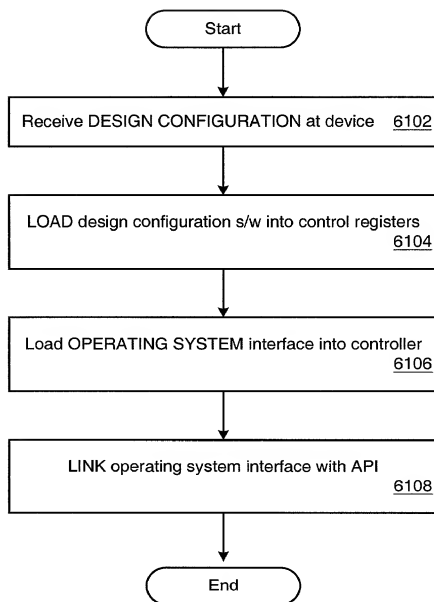 Start
Receive DESIGN CONFIGURATION at device 6102
LOAD design configuration s/w into control registers
6104
Load OPERATING SYSTEM interface into controller
6106
LINK operating system interface with API
6108
End